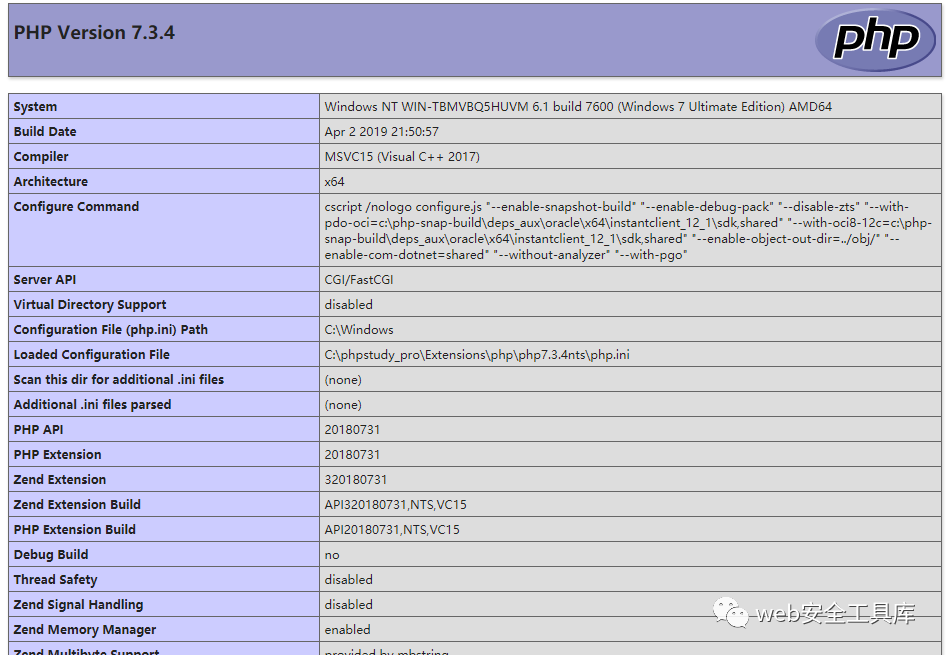 PHP Version 7.3.4
php
System Windows NT WIN-TBMVBQ5HUVM 6.1 build 7600 (Windows 7 Ultimate Edition) AMD64
Build Date Apr 2 2019 21:50:57
Compiler MSVC15 (Visual C++ 2017)
Architecture x64
Configure Command cscript /nologo configure.js "--enable-snapshot-build" "--enable-debug-pack" "--disable-zts" "--with-
pdo-oci=c:\php-snap-build\deps_aux\oracle\x64\instantclient_12_1\sdk,shared" "--with-oci8-12c=c:\php-
snap-build\deps_aux\oracle\x64\instantclient_12_1\sdk,shared" "--enable-object-out-dir=../obj/" "--
enable-com-dotnet=shared" "--without-analyzer" "--with-pgo"
Server API CGI/FastCGI
Virtual Directory Support disabled
Configuration File (php.ini) Path C:\Windows
Loaded Configuration File C:\phpstudy_pro\Extensions\php\php7.3.4nts\php.ini
Scan this dir for additional .ini files (none)
Additional .ini files parsed (none)
PHP API 20180731
PHP Extension 20180731
Zend Extension 320180731
Zend Extension Build API320180731,NTS,VC15
PHP Extension Build API20180731,NTS,VC15
Debug Build no
Thread Safety disabled
Zend Signal Handling disabled
Zend Memory Manager enabled
Zend Multibyte Support provided by mbstring
web安全工具库